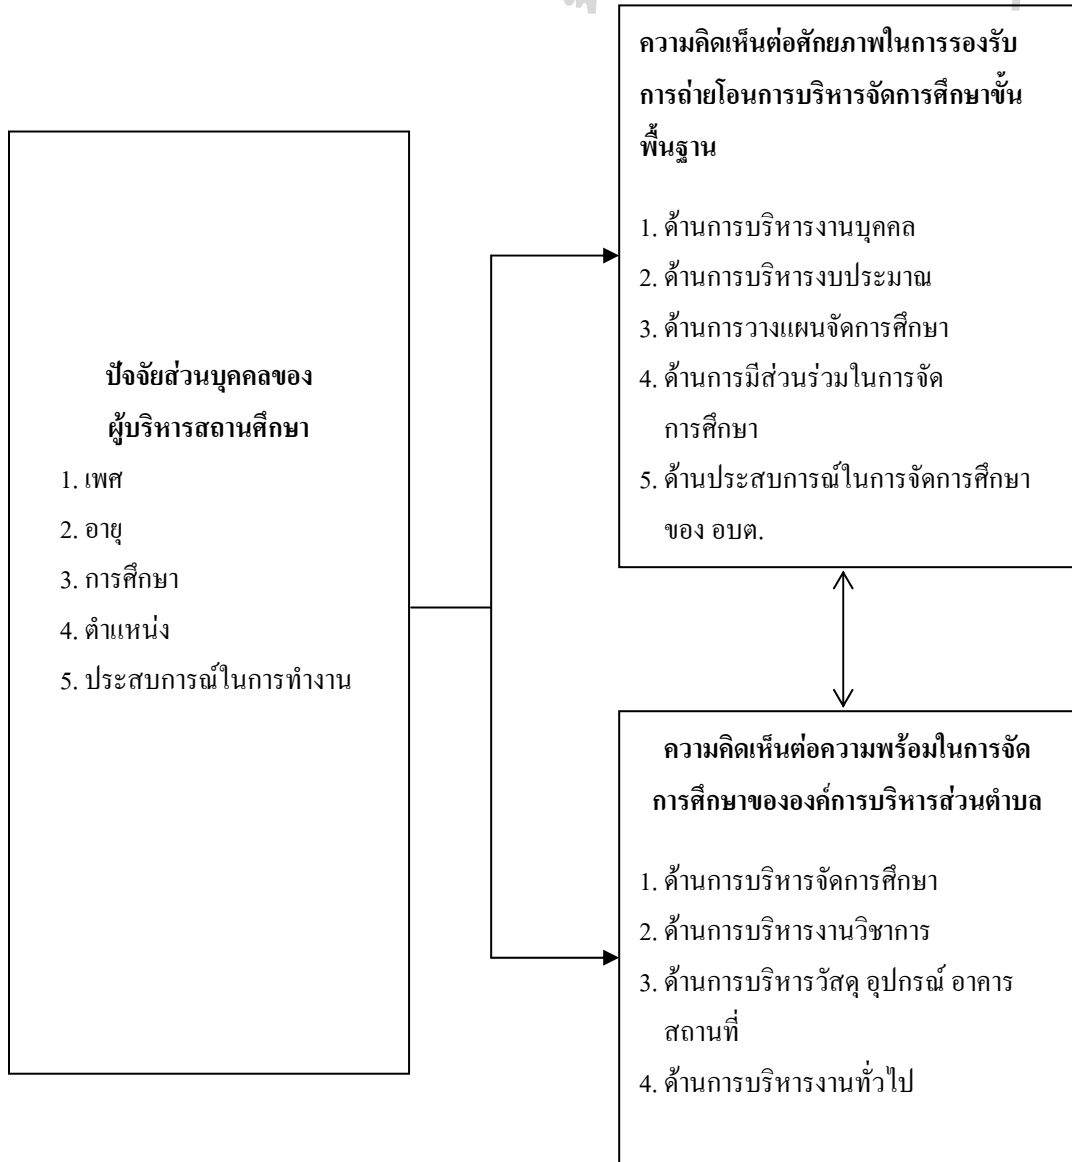 ปัจจัยส่วนบุคคลของ
ผู้บริหารสถานศึกษา
1. เพศ
2. อายุ
3. การศึกษา
4. ตำแหน่ง
5. ประสบการณ์ในการทำงาน
ความคิดเห็นต่อศักยภาพในการรองรับ
การถ่ายโอนการบริหารจัดการศึกษาขั้น
พื้นฐาน
1. ด้านการบริหารงานบุคคล
2. ด้านการบริหารงบประมาณ
3. ด้านการวางแผนจัดการศึกษา
4. ด้านการมีส่วนร่วมในการจัด
การศึกษา
5. ด้านประสบการณ์ในการจัดการศึกษา
ของ อบต.
ความคิดเห็นต่อความพร้อมในการจัด
การศึกษาขององค์การบริหารส่วนตำบล
1. ด้านการบริหารจัดการศึกษา
2. ด้านการบริหารงานวิชาการ
3. ด้านการบริหารวัสดุ อุปกรณ์ อาคาร
สถานที่
4. ด้านการบริหารงานทั่วไป